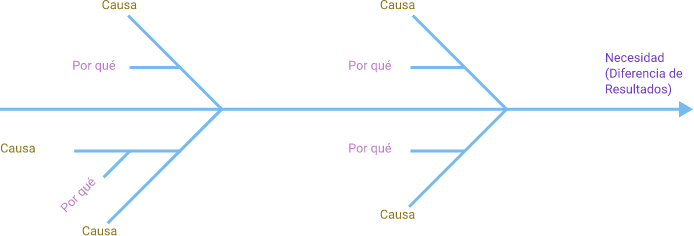 Causa
Causa
Necesidad
(Diferencia de
Resultados)
Por qué
Por qué
Causa
Por qué
Por qué
Causa
Causa